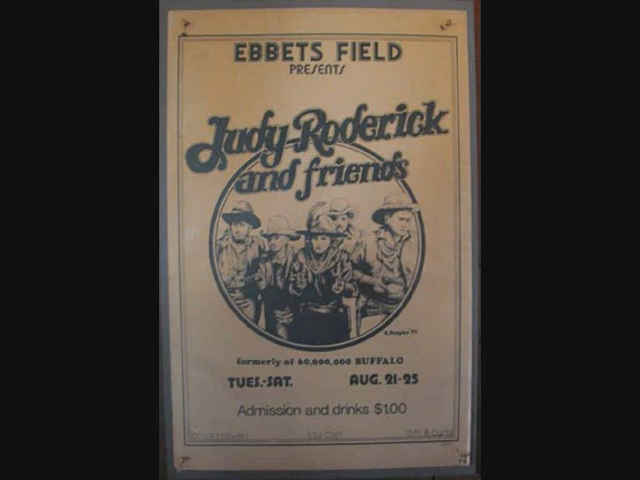 EBBETS FIELD
PRESENTS
Judy Roderick
and friends
formerly of 40,000,000 BUFFALO
TUES.-SAT. AUG. 21-25
Admission and drinks $1.00